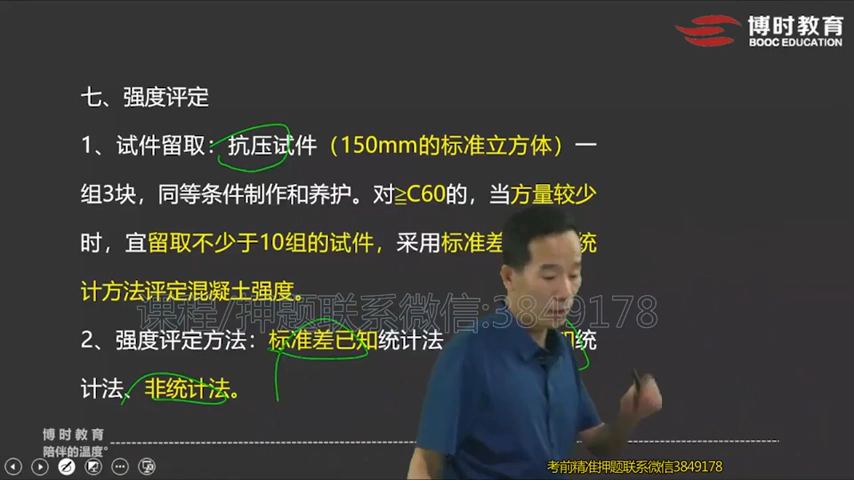 博时教育
BOOC EDUCATION
七、强度评定
1、试件留取：抗压试件（150mm的标准立方体）一
组3块，同等条件制作和养护。对≧C60的，当方量较少
时，宜留取不少于10组的试件，采用标准差 统
计方法评定混凝土强度。
课程/押题联系微信:3849178
2、强度评定方法：标准差已知统计法 知统
计法、非统计法。
博时教育
陪伴的温度°
考前精准押题联系微信3849178